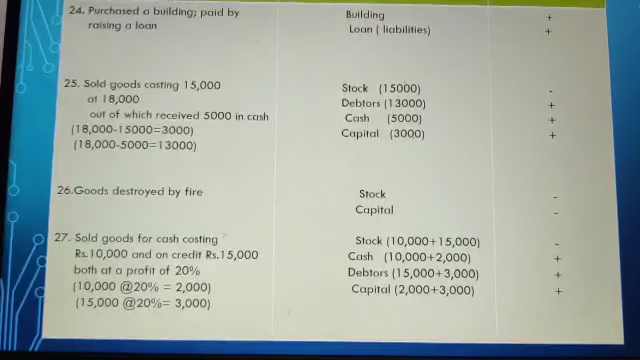 24. Purchased a building; paid by
raising a loan
Building +
Loan ( liabilities) +
25. Sold goods costing 15,000
at 18,000
out of which received 5000 in cash
(18,000-15000=3000)
(18,000-5000=13000)
Stock (15000) -
Debtors (13000) +
Cash (5000) +
Capital (3000) +
26.Goods destroyed by fire
Stock -
Capital -
27. Sold goods for cash costing
Rs.10,000 and on credit Rs.15,000
both at a profit of 20%
(10,000 @20% = 2,000)
(15,000 @20%= 3,000)
Stock (10,000+15,000) -
Cash (10,000+2,000) +
Debtors (15,000+3,000) +
Capital (2,000+3,000) +